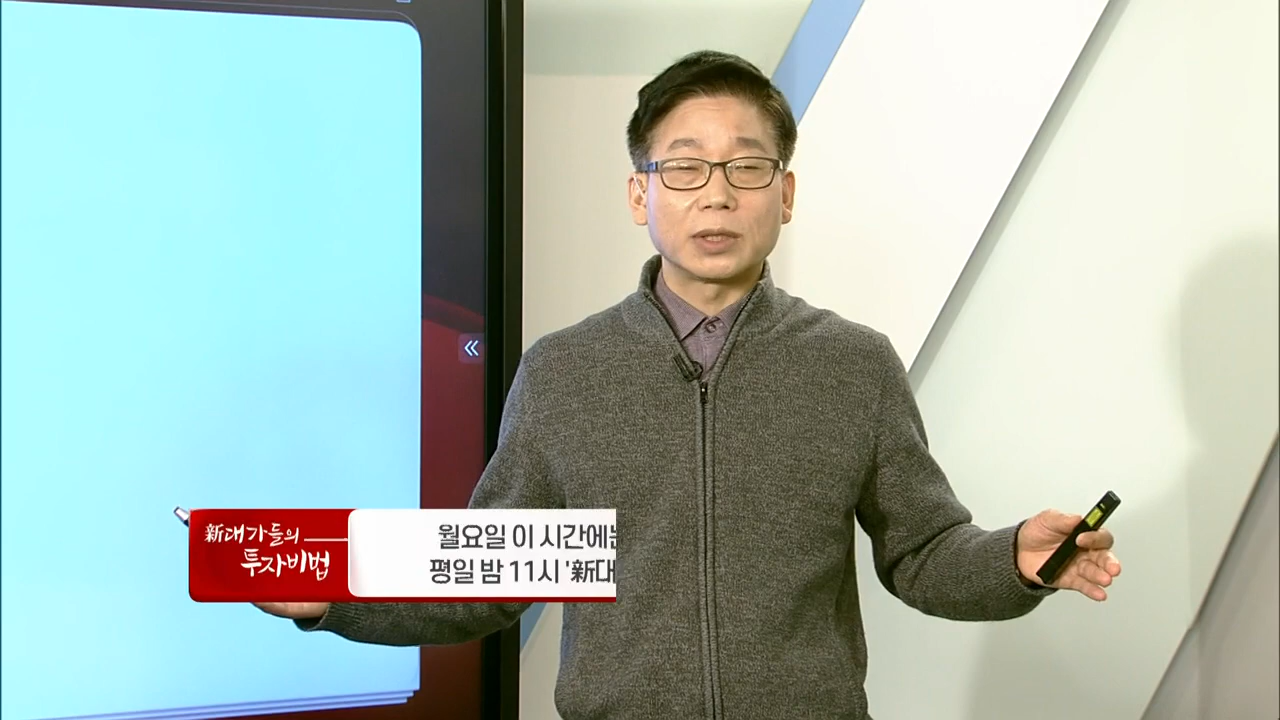 新대가들의
투자비법
월요일 이 시간에는
평일 밤 11시 '新대